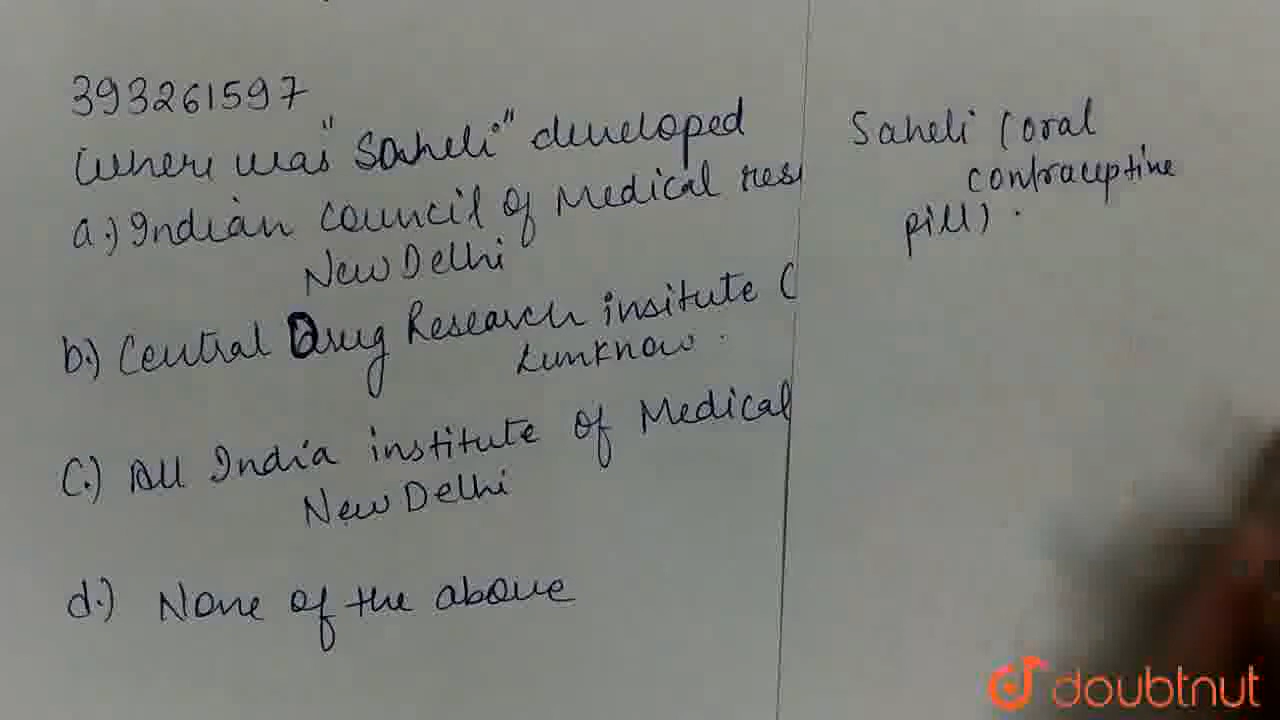 393261597
Where was "Saheli" developed
a.) Indian council of Medical res
New Delhi
b.) Central Drug Research insitute (
Lunknow.
C.) All India institute of Medical
New Delhi
d.) None of the above
Saheli (oral
contraceptive
pill).
doubtnut